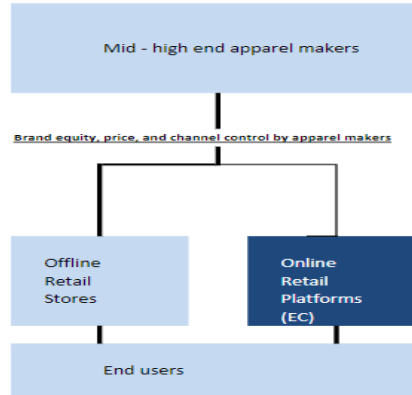 Mid - high end apparel makers
Brand equity, price, and channel control by apparel makers
Offline
Retail
Stores
Online
Retail
Platforms
(EC)
End users